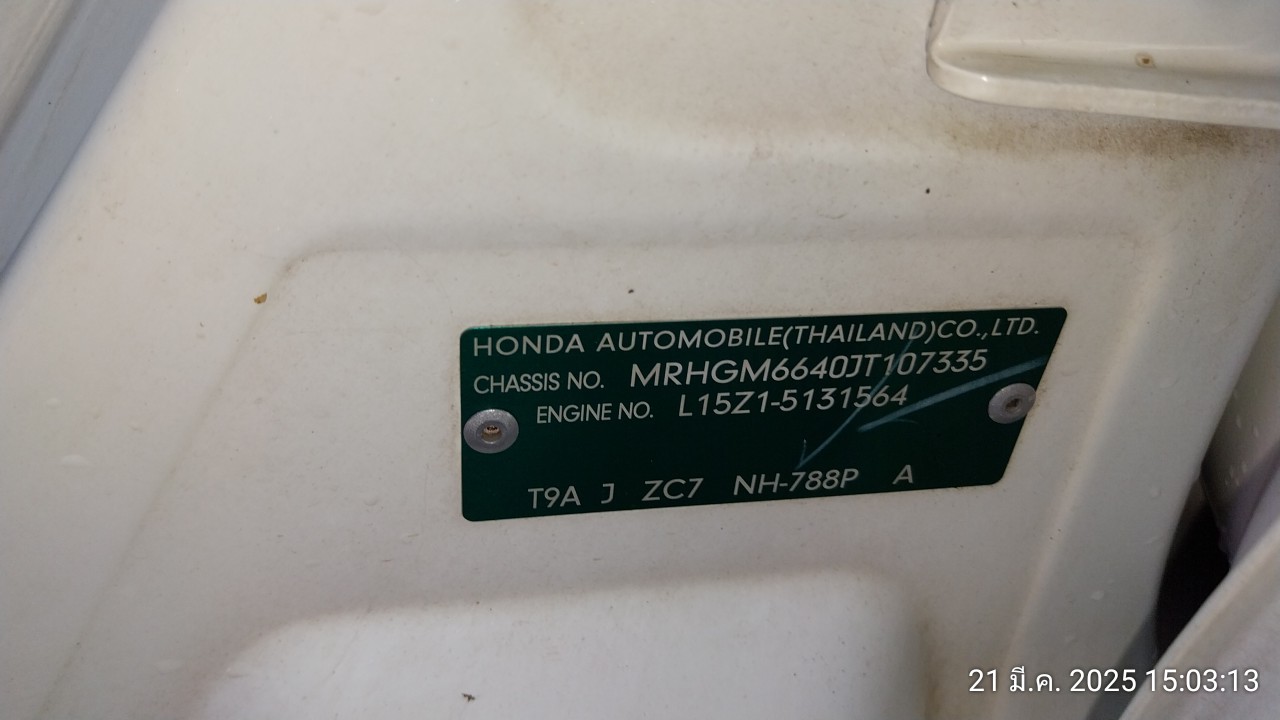 HONDA AUTOMOBILE(THAILAND)CO.,LTD.
CHASSIS NO. MRHGM6640JT107335
ENGINE NO. L15Z1-5131564
T9A J ZC7 NH-788P A
21 มี.ค. 2025 15:03:13